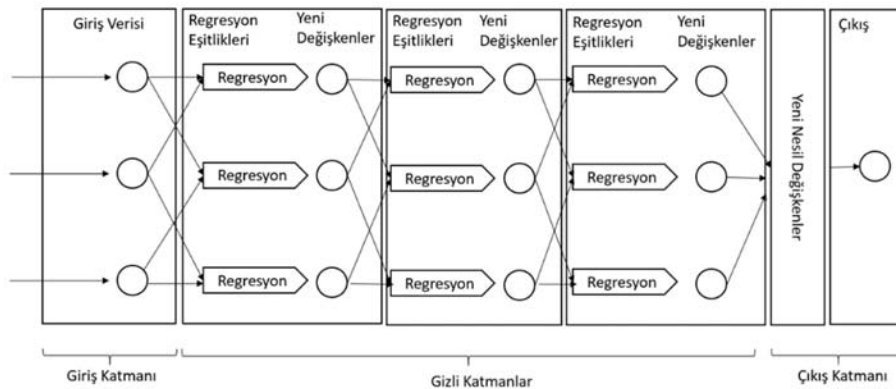 Giriş Verisi
Regresyon
Eşitlikleri
Yeni
Değişkenler
Regresyon
Eşitlikleri
Yeni
Değişkenler
Regresyon
Eşitlikleri
Yeni
Değişkenler
Çıkış
Regresyon
Regresyon
Regresyon
Regresyon
Regresyon
Regresyon
Regresyon
Regresyon
Regresyon
Yeni Nesil Değişkenler
Giriş Katmanı
Gizli Katmanlar
Çıkış Katmanı